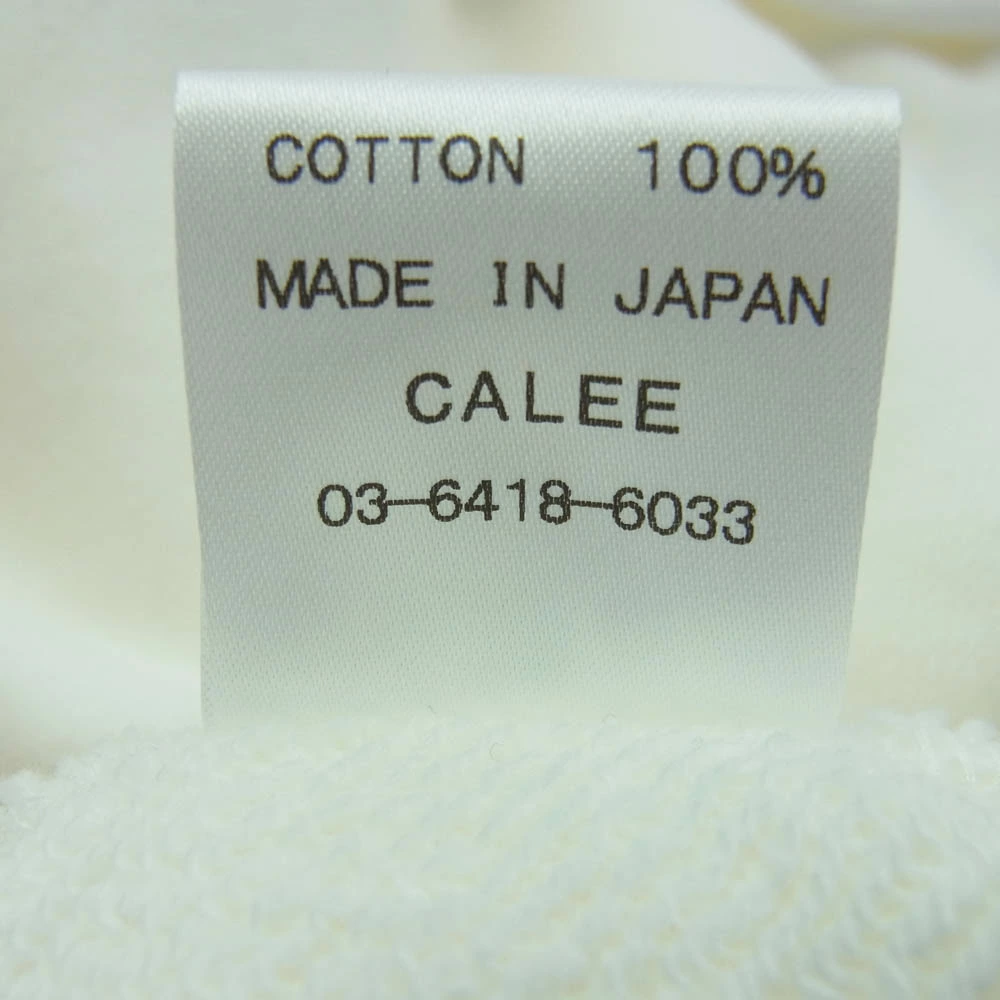 COTTON 100%
MADE IN JAPAN
CALEE
03-6418-6033